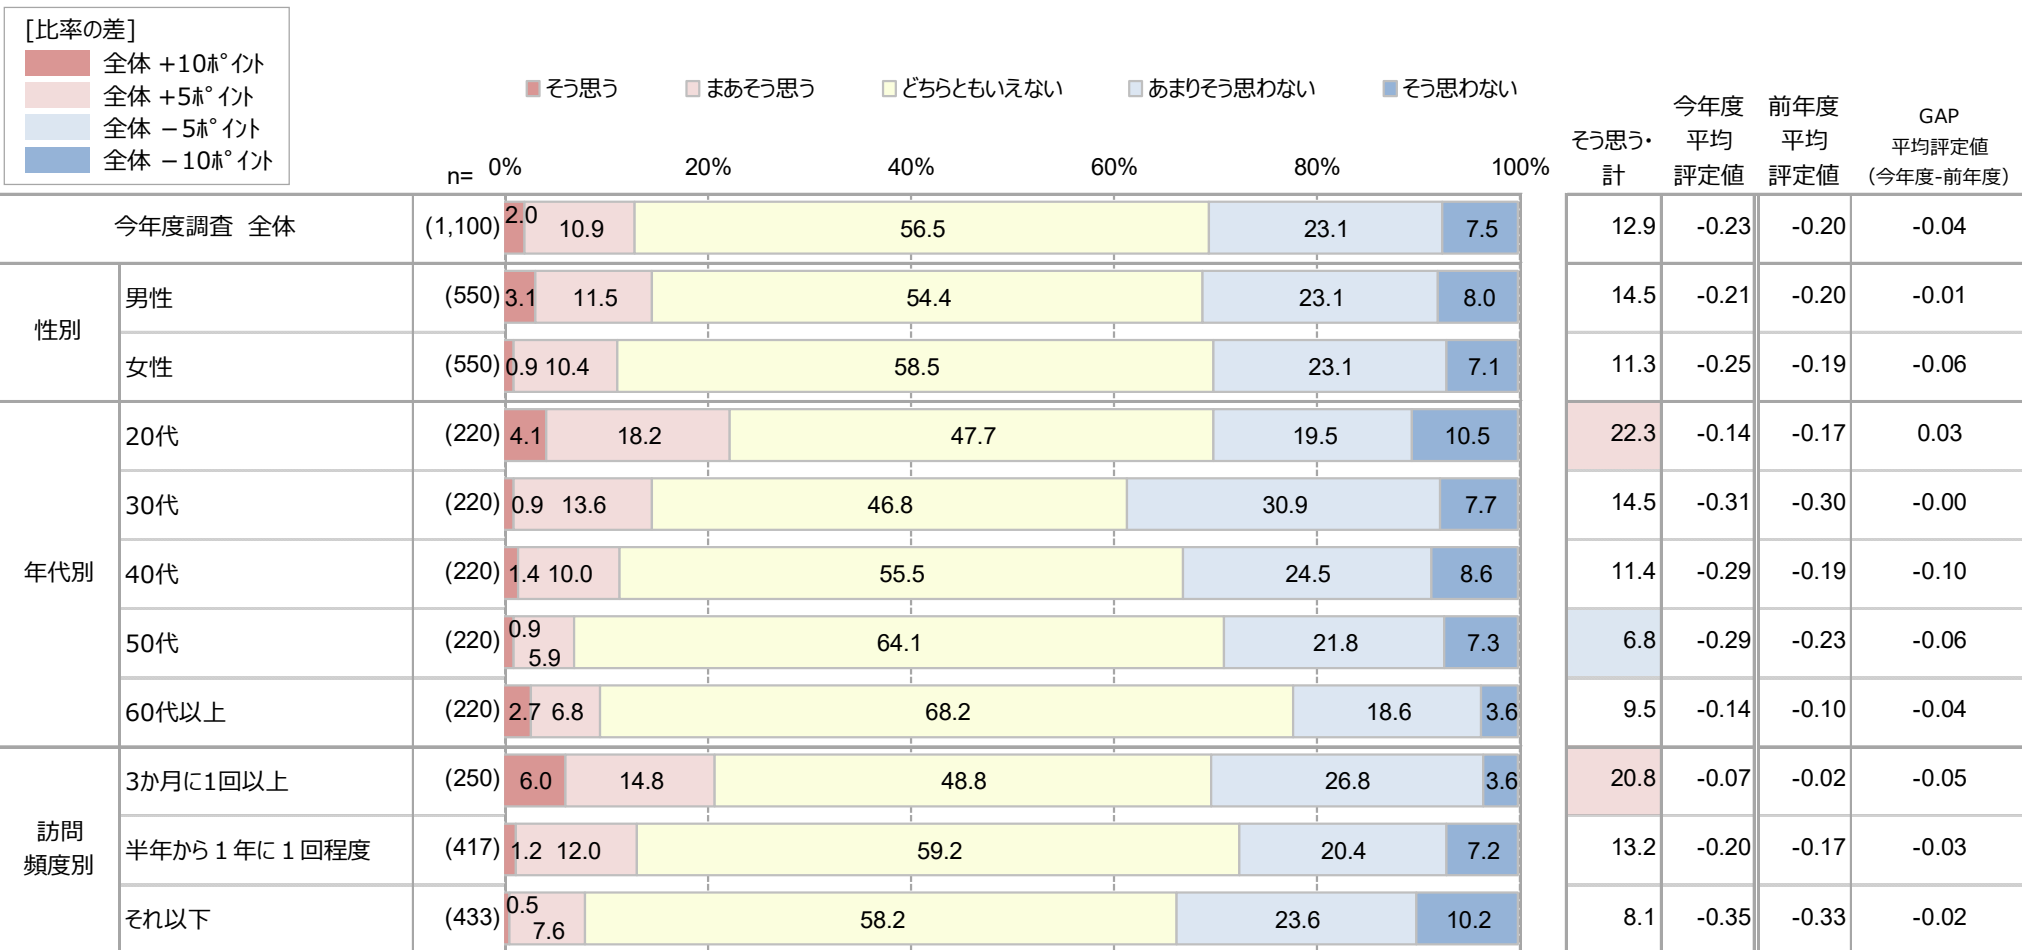 [比率の差]
全体 +10ﾎﾟｲﾝﾄ
全体 +5ﾎﾟｲﾝﾄ
全体 －5ﾎﾟｲﾝﾄ
全体 －10ﾎﾟｲﾝﾄ
そう思う まあそう思う どちらともいえない あまりそう思わない そう思わない
n= 0% 20% 40% 60% 80% 100%
そう思う・
計
今年度
平均
評定値
前年度
平均
評定値
GAP
平均評定値
（今年度-前年度）
今年度調査 全体 (1,100) 2.0 10.9 56.5 23.1 7.5 12.9 -0.23 -0.20 -0.04
性別
男性 (550) 3.1 11.5 54.4 23.1 8.0 14.5 -0.21 -0.20 -0.01
女性 (550) 0.9 10.4 58.5 23.1 7.1 11.3 -0.25 -0.19 -0.06
年代別
20代 (220) 4.1 18.2 47.7 19.5 10.5 22.3 -0.14 -0.17 0.03
30代 (220) 0.9 13.6 46.8 30.9 7.7 14.5 -0.31 -0.30 -0.00
40代 (220) 1.4 10.0 55.5 24.5 8.6 11.4 -0.29 -0.19 -0.10
50代 (220) 0.9 5.9 64.1 21.8 7.3 6.8 -0.29 -0.23 -0.06
60代以上 (220) 2.7 6.8 68.2 18.6 3.6 9.5 -0.14 -0.10 -0.04
訪問
頻度別
3か月に1回以上 (250) 6.0 14.8 48.8 26.8 3.6 20.8 -0.07 -0.02 -0.05
半年から１年に１回程度 (417) 1.2 12.0 59.2 20.4 7.2 13.2 -0.20 -0.17 -0.03
それ以下 (433) 0.5 7.6 58.2 23.6 10.2 8.1 -0.35 -0.33 -0.02